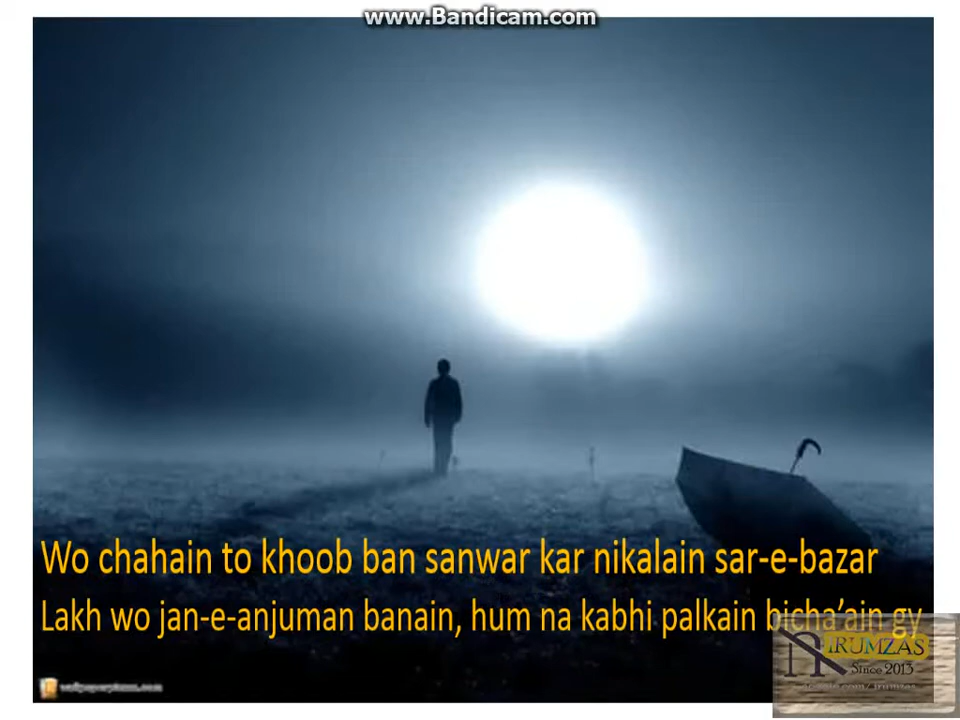 www.Bandicam.com
Wo chahain to khoob ban sanwar kar nikalain sar-e-bazar
Lakh wo jan-e-anjuman banain, hum na kabhi palkain bicha’ain gy
IRUMZAS
Since 2013